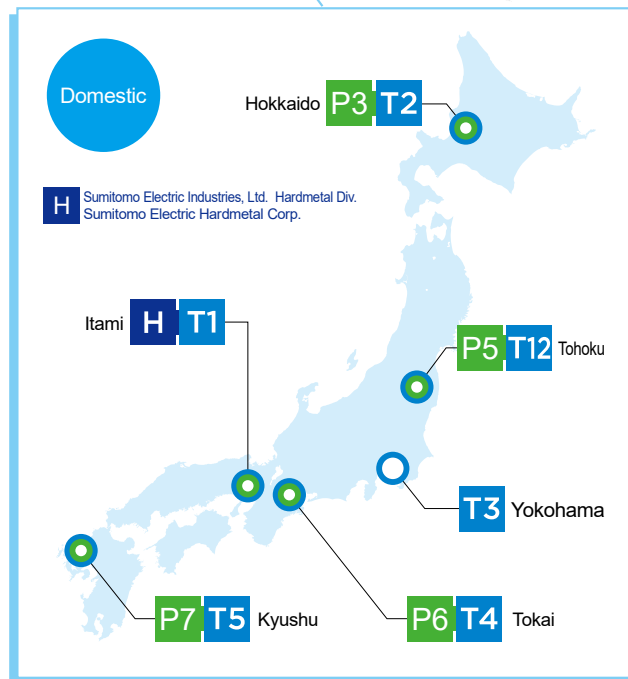 Domestic
Hokkaido P3 T2
H Sumitomo Electric Industries, Ltd. Hardmetal Div.
Sumitomo Electric Hardmetal Corp.
Itami H T1
P5 T12 Tohoku
T3 Yokohama
P7 T5 Kyushu
P6 T4 Tokai